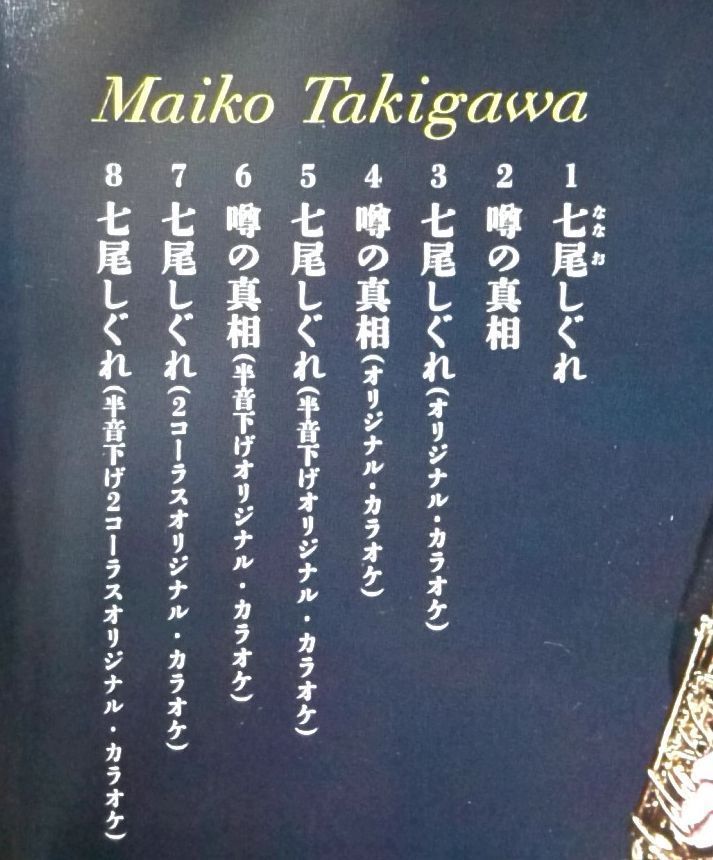 Maiko Takigawa
1 七尾しぐれ
ななお
2 噂の真相
3 七尾しぐれ(オリジナル・カラオケ)
4 噂の真相(オリジナル・カラオケ)
5 七尾しぐれ(半音下げオリジナル・カラオケ)
6 噂の真相(半音下げオリジナル・カラオケ)
7 七尾しぐれ(2コーラスオリジナル・カラオケ)
8 七尾しぐれ(半音下げ2コーラスオリジナル・カラオケ)